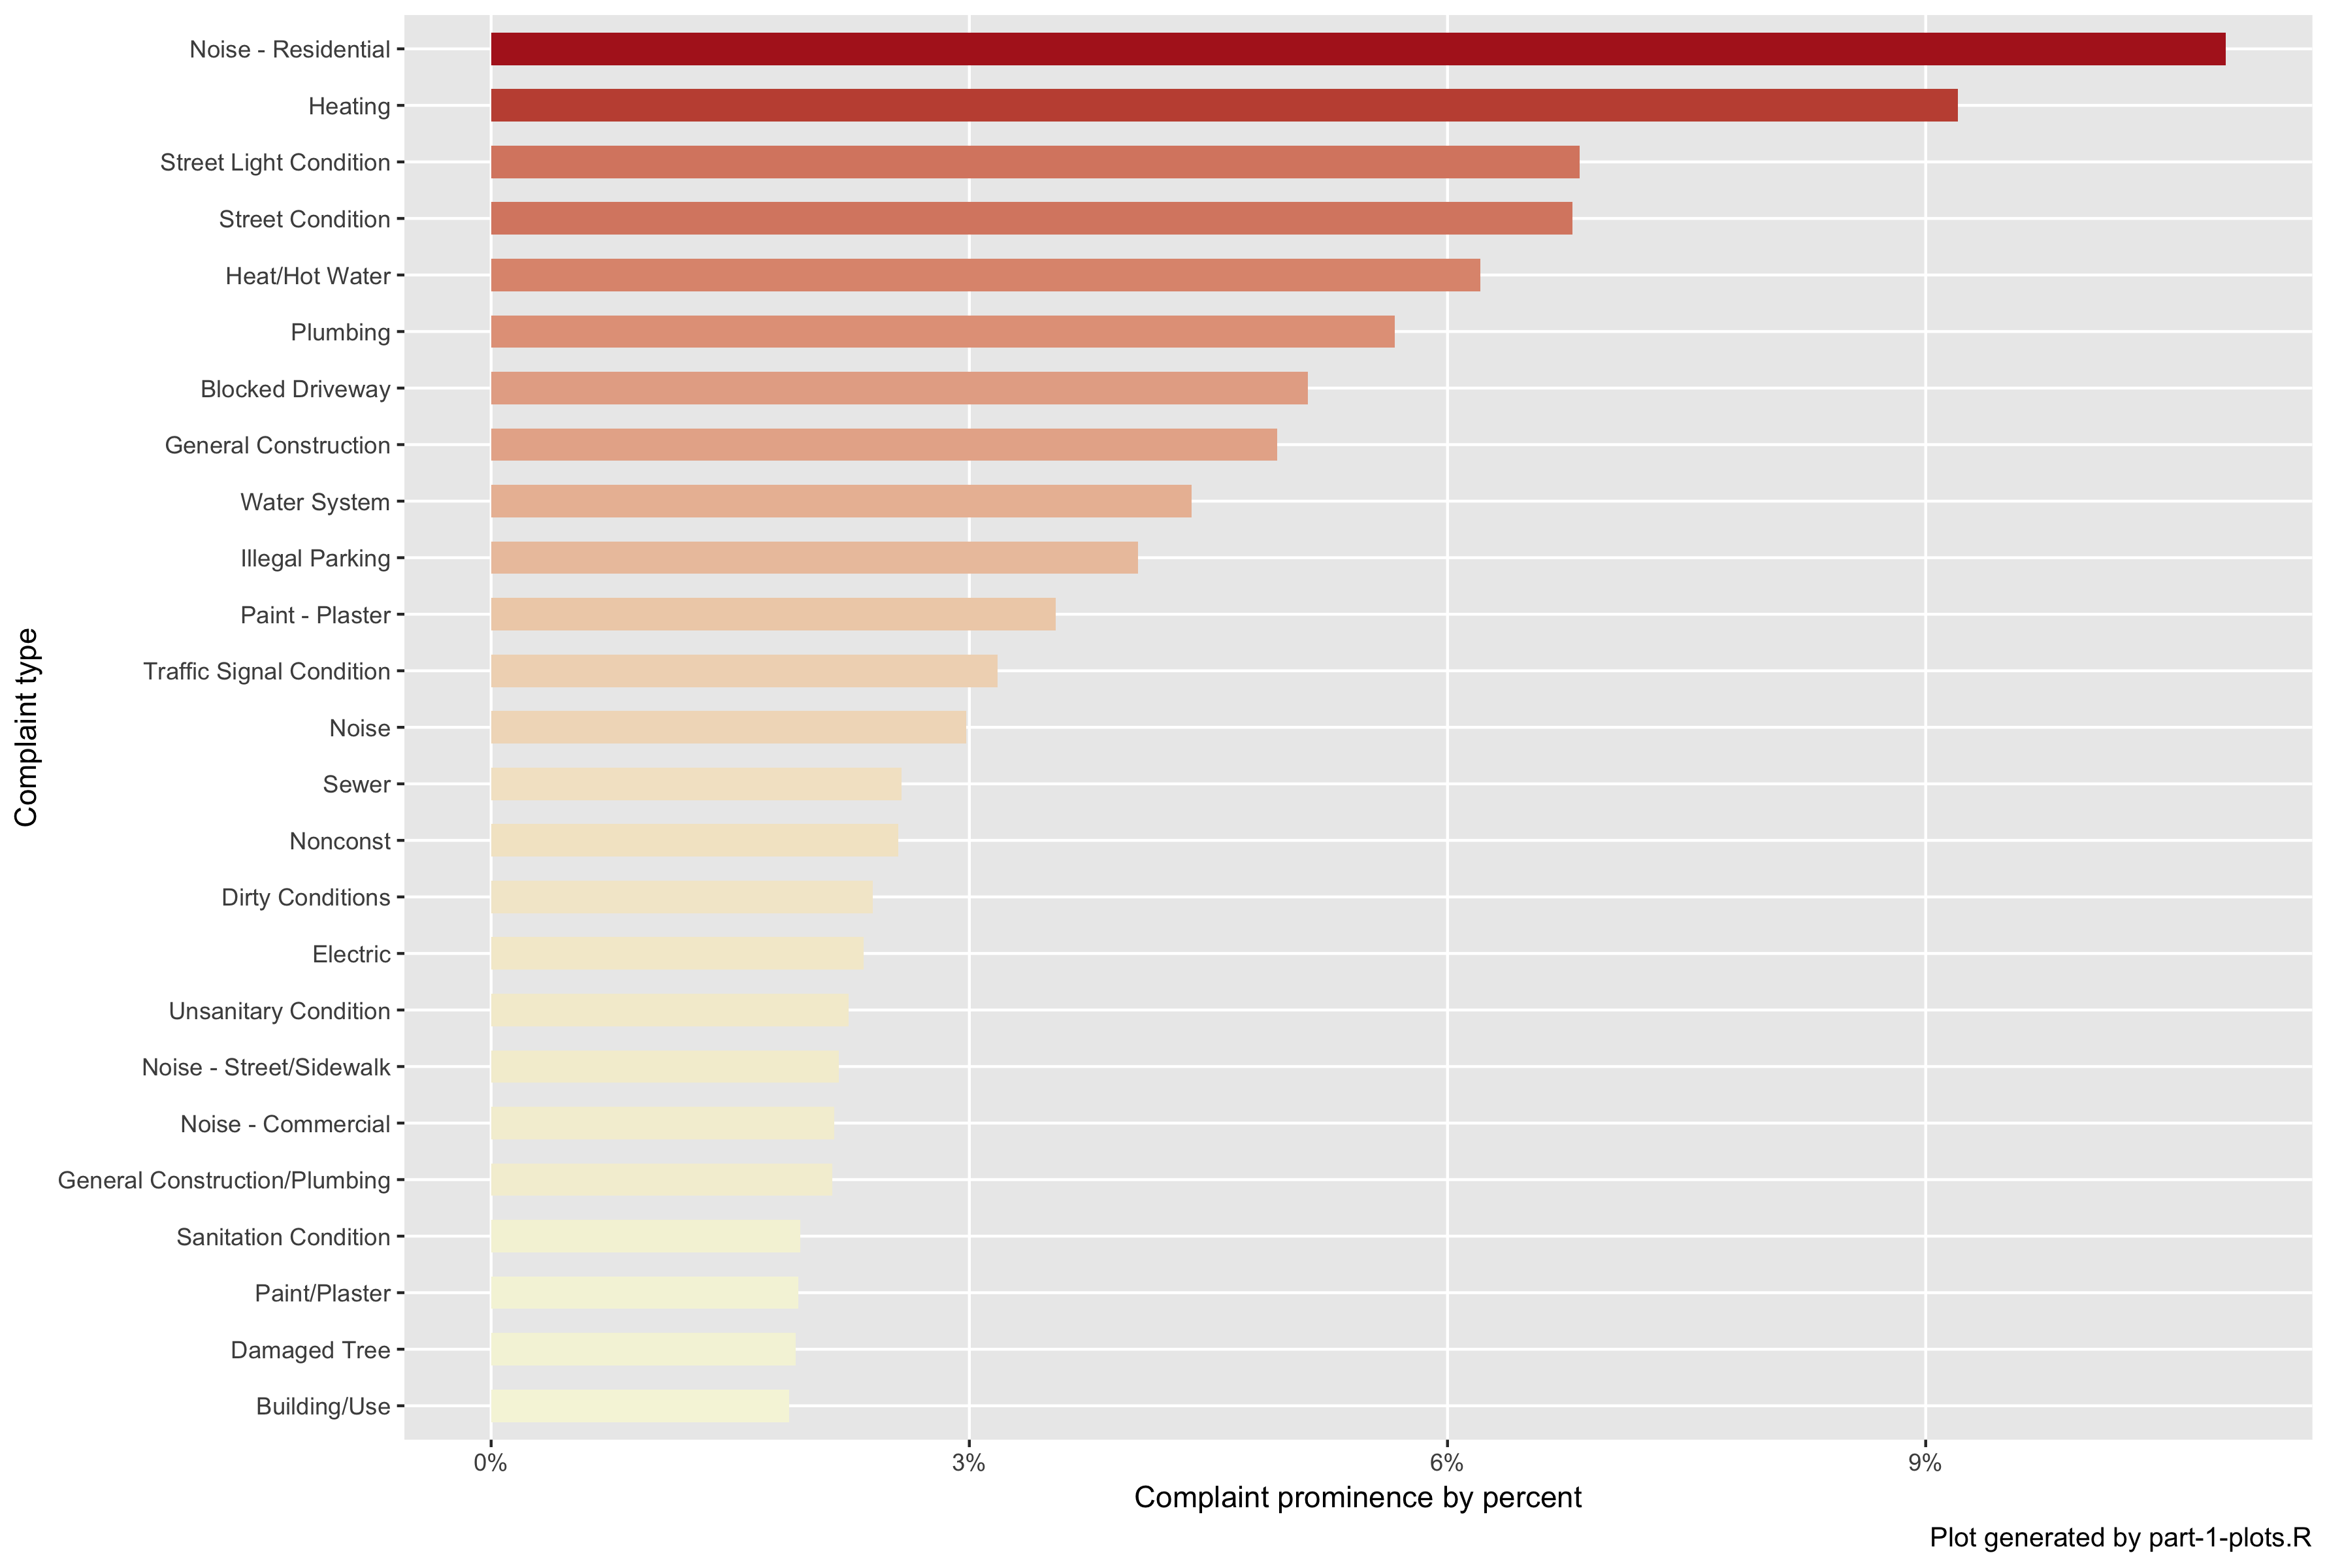 Noise - Residential
Heating
Street Light Condition
Street Condition
Heat/Hot Water
Plumbing
Blocked Driveway
General Construction
Water System
Illegal Parking
Paint - Plaster
Traffic Signal Condition
Noise
Sewer
Nonconst
Dirty Conditions
Electric
Unsanitary Condition
Noise - Street/Sidewalk
Noise - Commercial
General Construction/Plumbing
Sanitation Condition
Paint/Plaster
Damaged Tree
Building/Use
Complaint type
0% 3% 6% 9%
Complaint prominence by percent
Plot generated by part-1-plots.R